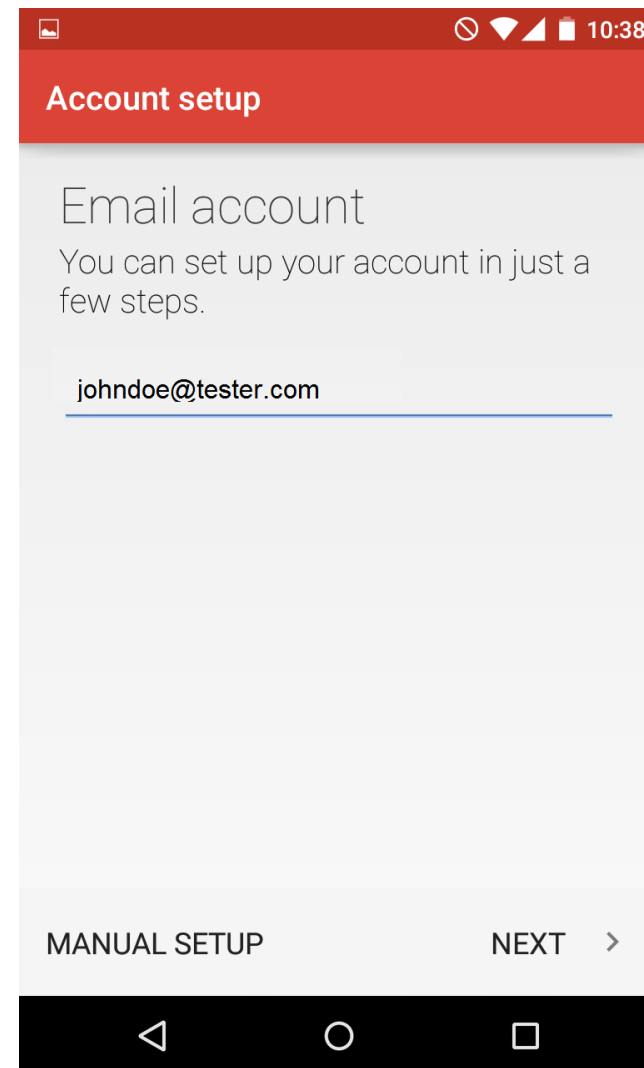 10:38
Account setup
Email account
You can set up your account in just a
few steps.
johndoe@tester.com
MANUAL SETUP
NEXT